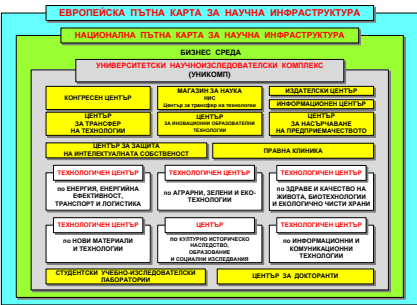 ЕВРОПЕЙСКА ПЪТНА КАРТА ЗА НАУЧНА ИНФРАСТРУКТУРА
НАЦИОНАЛНА ПЪТНА КАРТА ЗА НАУЧНА ИНФРАСТРУКТУРА
БИЗНЕС СРЕДА
УНИВЕРСИТЕТСКИ НАУЧНОИЗСЛЕДОВАТЕЛСКИ КОМПЛЕКС
(УНИКОМП)
КОНГРЕСЕН ЦЕНТЪР
МАГАЗИН ЗА НАУКА
НИС
Център за трансфер на технологии
ИЗДАТЕЛСКИ ЦЕНТЪР
ИНФОРМАЦИОНЕН ЦЕНТЪР
ЦЕНТЪР
ЗА ТРАНСФЕР
НА ТЕХНОЛОГИИ
ЦЕНТЪР
ЗА ИНОВАЦИОННИ ОБРАЗОВАТЕЛНИ
ТЕХНОЛОГИИ
ЦЕНТЪР
ЗА НАСЪРЧАВАНЕ
НА ПРЕДПРИЕМАЧЕСТВОТО
ЦЕНТЪР ЗА ЗАЩИТА
НА ИНТЕЛЕКТУАЛНАТА СОБСТВЕНОСТ
ПРАВНА КЛИНИКА
ТЕХНОЛОГИЧЕН ЦЕНТЪР
по ЕНЕРГИЯ, ЕНЕРГИЙНА
ЕФЕКТИВНОСТ,
ТРАНСПОРТ И ЛОГИСТИКА
ТЕХНОЛОГИЧЕН ЦЕНТЪР
по АГРАРНИ, ЗЕЛЕНИ И ЕКО-
ТЕХНОЛОГИИ
ТЕХНОЛОГИЧЕН ЦЕНТЪР
по ЗДРАВЕ И КАЧЕСТВО НА
ЖИВОТА, БИОТЕХНОЛОГИИ
И ЕКОЛОГИЧНО ЧИСТИ ХРАНИ
ТЕХНОЛОГИЧЕН ЦЕНТЪР
по НОВИ МАТЕРИАЛИ
И ТЕХНОЛОГИИ
ЦЕНТЪР
по КУЛТУРНО ИСТОРИЧЕСКО
НАСЛЕДСТВО,
ОБРАЗОВАНИЕ
И СОЦИАЛНИ ИЗСЛЕДВАНИЯ
ТЕХНОЛОГИЧЕН ЦЕНТЪР
по ИНФОРМАЦИОННИ И
КОМУНИКАЦИОННИ
ТЕХНОЛОГИИ
СТУДЕНТСКИ УЧЕБНО-ИЗСЛЕДОВАТЕЛСКИ
ЛАБОРАТОРИИ
ЦЕНТЪР ЗА ДОКТОРАНТИ